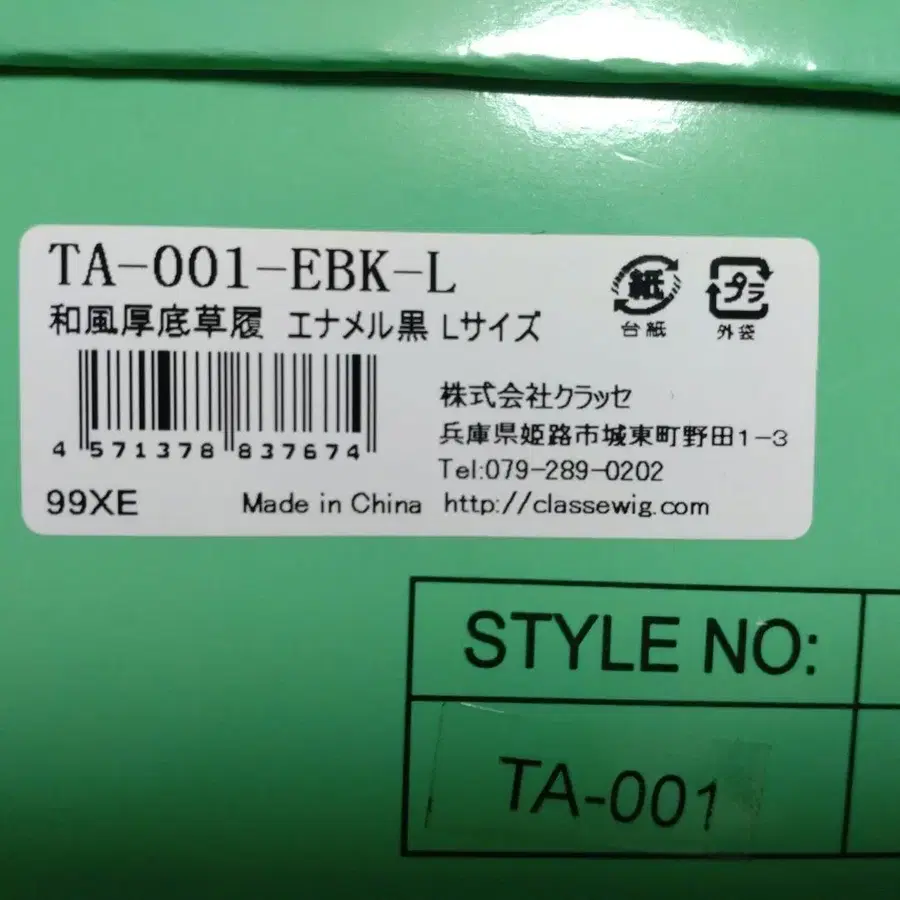 TA-001-EBK-L
和風厚底草履 エナメル黒 Lサイズ
紙
台紙
プラ
外袋
4 571378 837674
株式会社クラッセ
兵庫県姫路市城東町野田1-3
Tel:079-289-0202
99XE Made in China http://classewig.com
STYLE NO:
TA-001